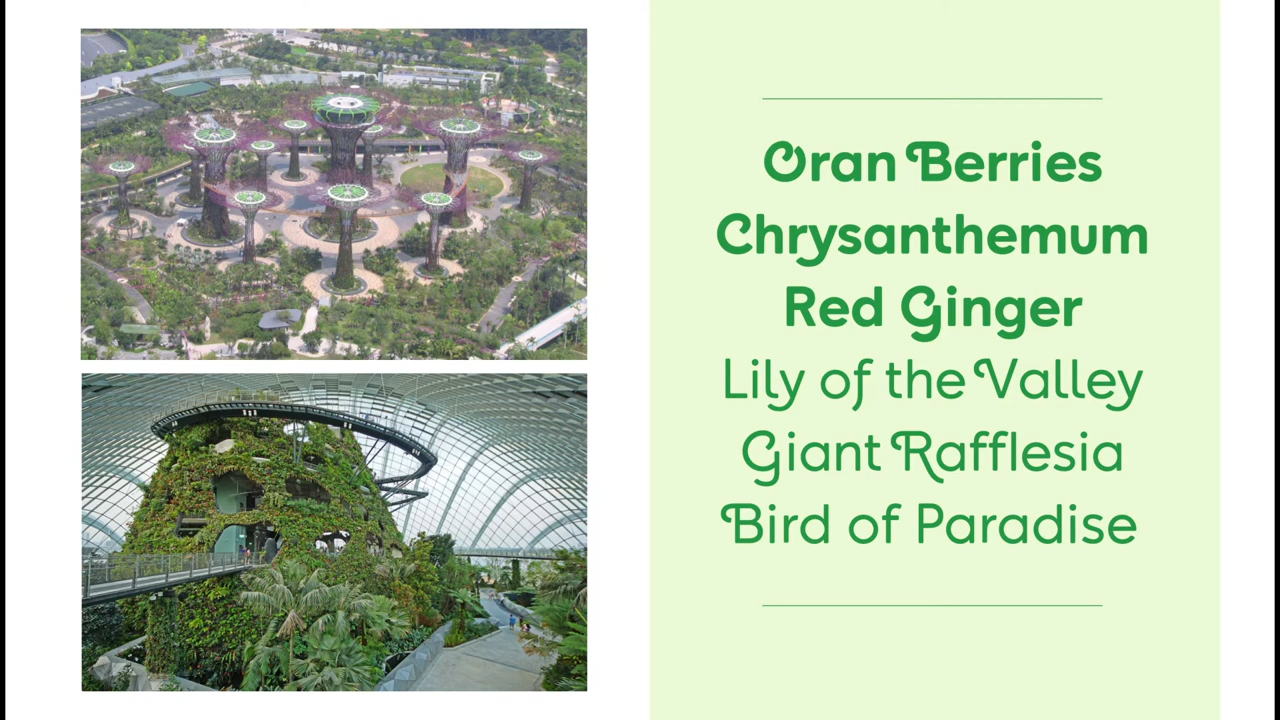 Oran Berries
Chrysanthemum
Red Ginger
Lily of the Valley
Giant Rafflesia
Bird of Paradise